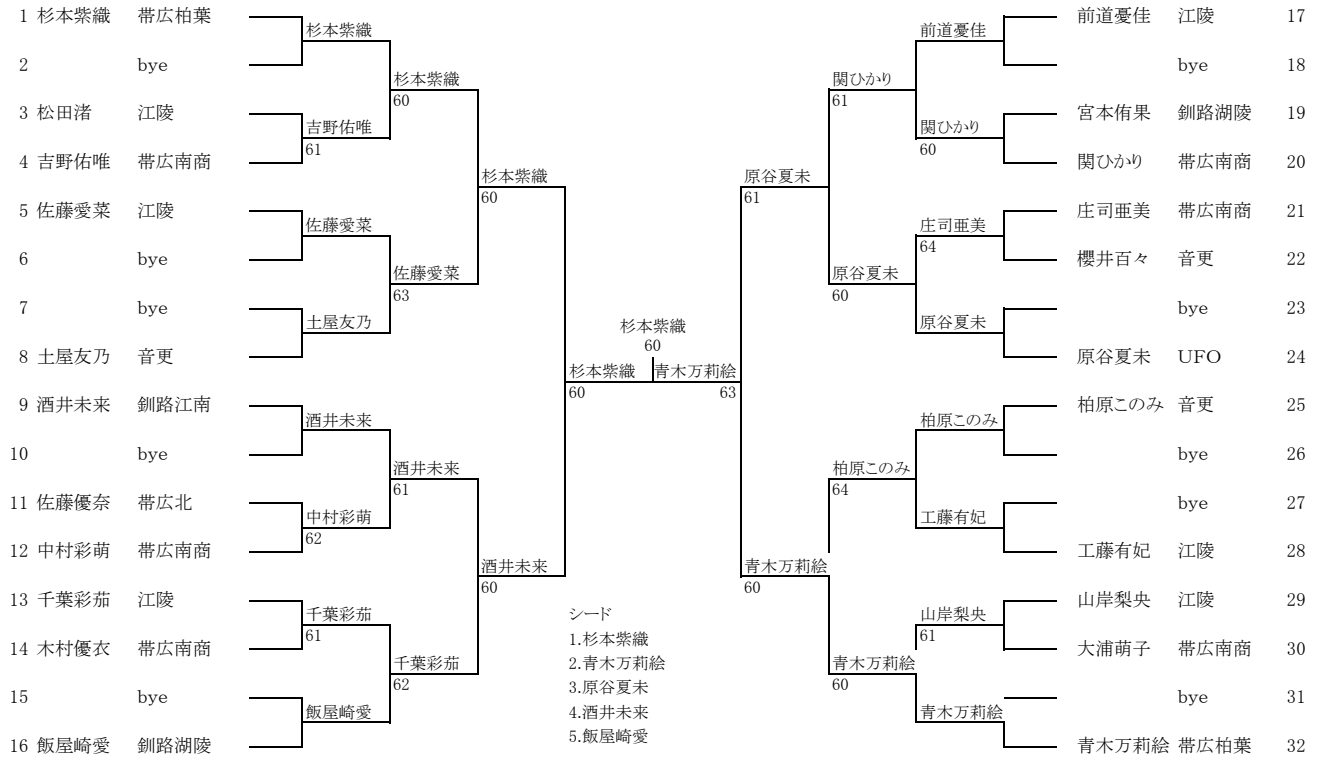 1 杉本紫織 帯広柏葉
2 bye
3 松田渚 江陵
4 吉野佑唯 帯広南商
5 佐藤愛菜 江陵
6 bye
7 bye
8 土屋友乃 音更
9 酒井未来 釧路江南
10 bye
11 佐藤優奈 帯広北
12 中村彩萌 帯広南商
13 千葉彩茄 江陵
14 木村優衣 帯広南商
15 bye
16 飯屋崎愛 釧路湖陵
杉本紫織
吉野佑唯
61
佐藤愛菜
土屋友乃
酒井未来
中村彩萌
62
千葉彩茄
61
飯屋崎愛
杉本紫織
60
佐藤愛菜
63
酒井未来
61
千葉彩茄
62
杉本紫織
60
酒井未来
60
杉本紫織
60
杉本紫織
60
青木万莉絵
63
シード
1.杉本紫織
2.青木万莉絵
3.原谷夏未
4.酒井未来
5.飯屋崎愛
原谷夏未
61
青木万莉絵
60
関ひかり
61
原谷夏未
60
柏原このみ
64
青木万莉絵
60
前道憂佳
関ひかり
60
庄司亜美
64
原谷夏未
柏原このみ
工藤有妃
山岸梨央
61
青木万莉絵
前道憂佳 江陵 17
bye 18
宮本侑果 釧路湖陵 19
関ひかり 帯広南商 20
庄司亜美 帯広南商 21
櫻井百々 音更 22
bye 23
原谷夏未 UFO 24
柏原このみ 音更 25
bye 26
bye 27
工藤有妃 江陵 28
山岸梨央 江陵 29
大浦萌子 帯広南商 30
bye 31
青木万莉絵 帯広柏葉 32